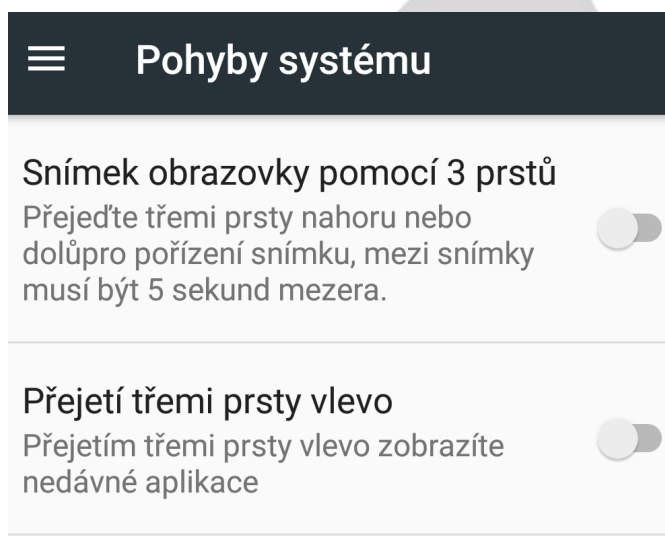 Pohyby systému
Snímek obrazovky pomocí 3 prstů
Přejeďte třemi prsty nahoru nebo
dolůpro pořízení snímku, mezi snímky
musí být 5 sekund mezera.
Přejetí třemi prsty vlevo
Přejetím třemi prsty vlevo zobrazíte
nedávné aplikace